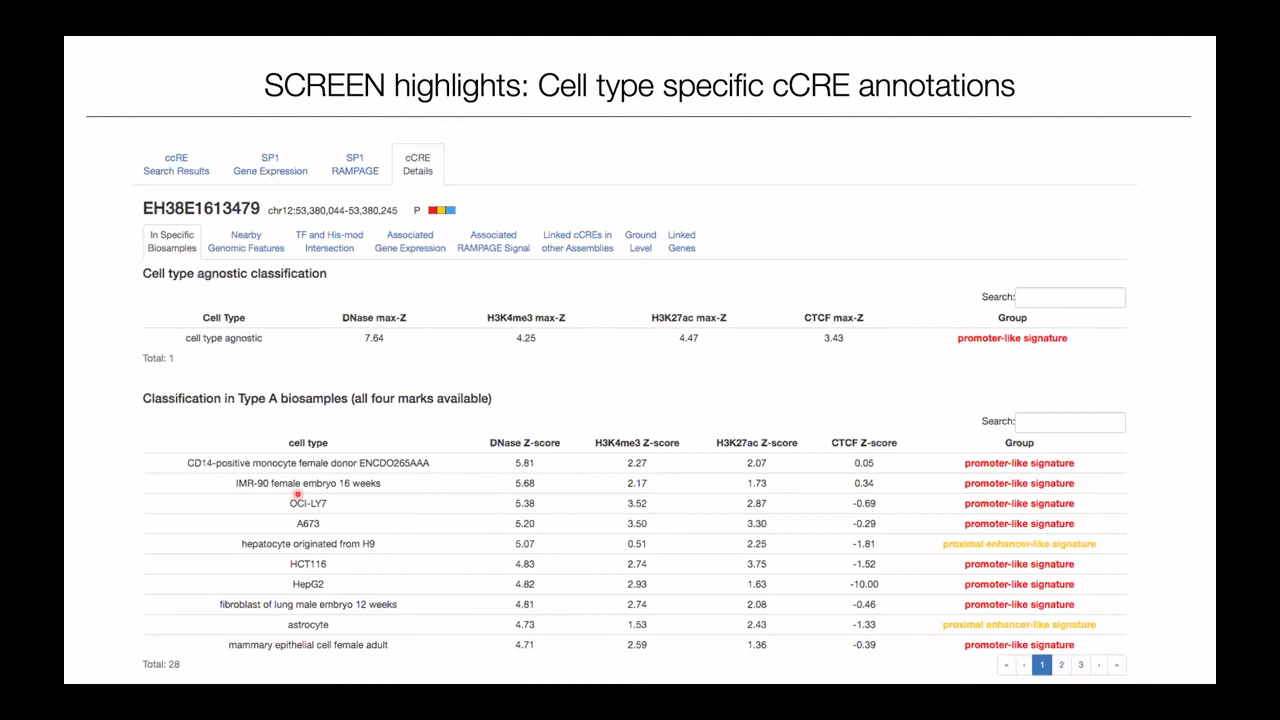 SCREEN highlights: Cell type specific cCRE annotations
ccRE Search Results
SP1 Gene Expression
SP1 RAMPAGE
cCRE Details
EH38E1613479 chr12:53,380,044-53,380,245 P
In Specific Biosamples
Nearby Genomic Features
TF and His-mod Intersection
Associated Gene Expression
Associated RAMPAGE Signal
Linked cCREs in other Assemblies
Ground Level
Linked Genes
Cell type agnostic classification
Search:
Cell Type DNase max-Z H3K4me3 max-Z H3K27ac max-Z CTCF max-Z Group
cell type agnostic 7.64 4.25 4.47 3.43 promoter-like signature
Total: 1
Classification in Type A biosamples (all four marks available)
Search:
cell type DNase Z-score H3K4me3 Z-score H3K27ac Z-score CTCF Z-score Group
CD14-positive monocyte female donor ENCDO265AAA 5.81 2.27 2.07 0.05 promoter-like signature
IMR-90 female embryo 16 weeks 5.68 2.17 1.73 0.34 promoter-like signature
OCI-LY7 5.38 3.52 2.87 -0.69 promoter-like signature
A673 5.20 3.50 3.30 -0.29 promoter-like signature
hepatocyte originated from H9 5.07 0.51 2.25 -1.81 proximal enhancer-like signature
HCT116 4.83 2.74 3.75 -1.52 promoter-like signature
HepG2 4.82 2.93 1.63 -10.00 promoter-like signature
fibroblast of lung male embryo 12 weeks 4.81 2.74 2.08 -0.46 promoter-like signature
astrocyte 4.73 1.53 2.43 -1.33 proximal enhancer-like signature
mammary epithelial cell female adult 4.71 2.59 1.36 -0.39 promoter-like signature
Total: 28 « ‹ 1 2 3 › »